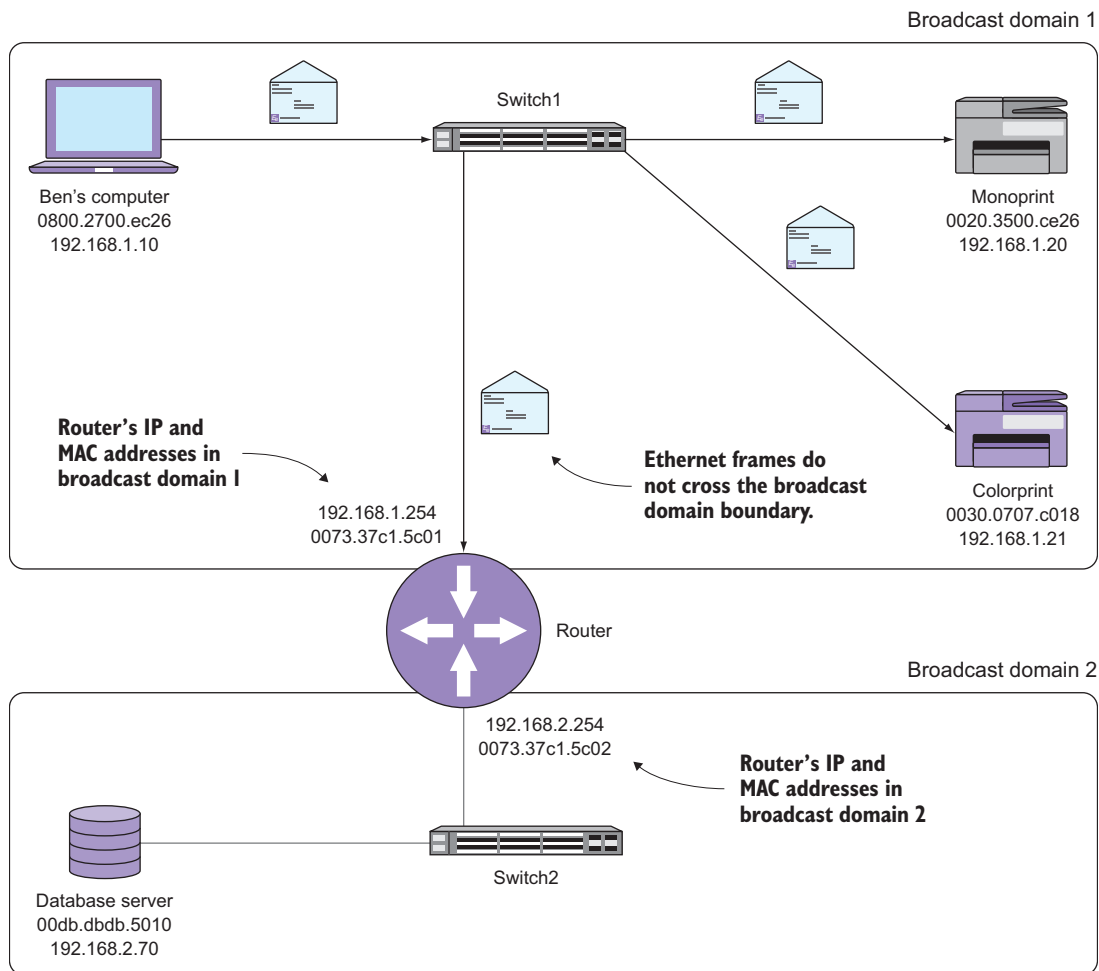 Broadcast domain 1
Switch1
Ben's computer
0800.2700.ec26
192.168.1.10
Monoprint
0020.3500.ce26
192.168.1.20
Router's IP and
MAC addresses in
broadcast domain 1
192.168.1.254
0073.37c1.5c01
Ethernet frames do
not cross the broadcast
domain boundary.
Colorprint
0030.0707.c018
192.168.1.21
Router
Broadcast domain 2
192.168.2.254
0073.37c1.5c02
Router's IP and
MAC addresses in
broadcast domain 2
Switch2
Database server
00db.dbdb.5010
192.168.2.70